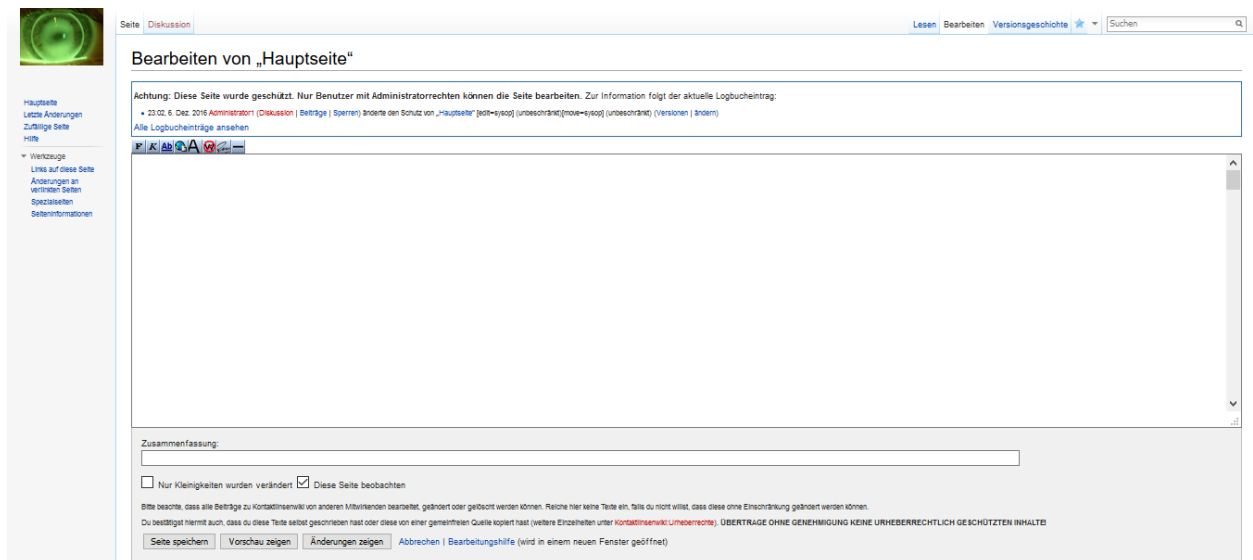 Seite Diskussion Lesen Bearbeiten Versionsgeschichte Suchen
Bearbeiten von „Hauptseite“
Achtung: Diese Seite wurde geschützt. Nur Benutzer mit Administratorrechten können die Seite bearbeiten. Zur Information folgt der aktuelle Logbucheintrag:
23:02, 6. Dez. 2016 Administrator1 (Diskussion | Beiträge | Sperren) änderte den Schutz von „Hauptseite“ [edit=sysop] (unbeschränkt)[move=sysop] (unbeschränkt) (Versionen | ändern)
Alle Logbucheinträge ansehen
F K Ab A W
Hauptseite
Letzte Änderungen
Zufällige Seite
Hilfe
Werkzeuge
Links auf diese Seite
Änderungen an
verlinkten Seiten
Spezialseiten
Seiteninformationen
Zusammenfassung:
Nur Kleinigkeiten wurden verändert Diese Seite beobachten
Bitte beachte, dass alle Beiträge zu Kontaktlinsenwiki von anderen Mitwirkenden bearbeitet, geändert oder gelöscht werden können. Reiche hier keine Texte ein, falls du nicht willst, dass diese ohne Einschränkung geändert werden können.
Du bestätigst hiermit auch, dass du diese Texte selbst geschrieben hast oder diese von einer gemeinfreien Quelle kopiert hast (weitere Einzelheiten unter Kontaktlinsenwiki:Urheberrechte). ÜBERTRAGE OHNE GENEHMIGUNG KEINE URHEBERRECHTLICH GESCHÜTZTEN INHALTE!
Seite speichern Vorschau zeigen Änderungen zeigen Abbrechen | Bearbeitungshilfe (wird in einem neuen Fenster geöffnet)